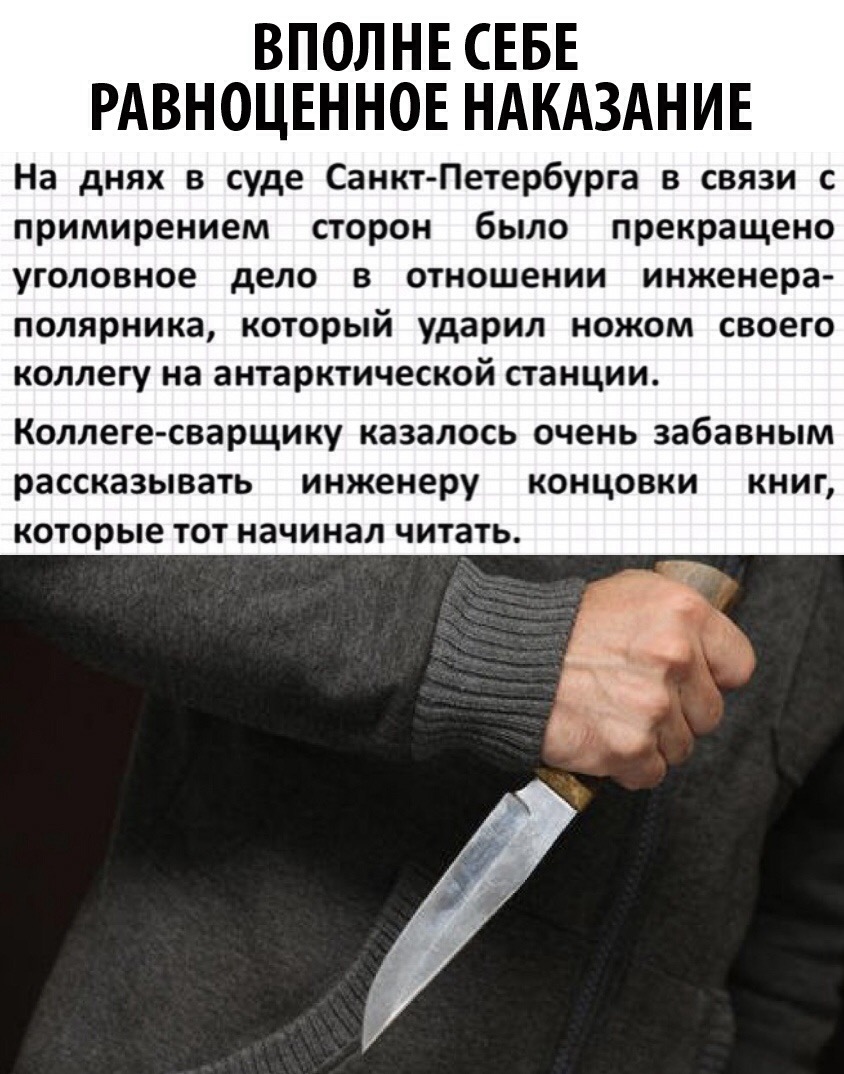 ВПОЛНЕ СЕБЕ
РАВНОЦЕННОЕ НАКАЗАНИЕ
На днях в суде Санкт-Петербурга в связи с
примирением сторон было прекращено
уголовное дело в отношении инженера-
полярника, который ударил ножом своего
коллегу на антарктической станции.
Коллеге-сварщику казалось очень забавным
рассказывать инженеру концовки книг,
которые тот начинал читать.